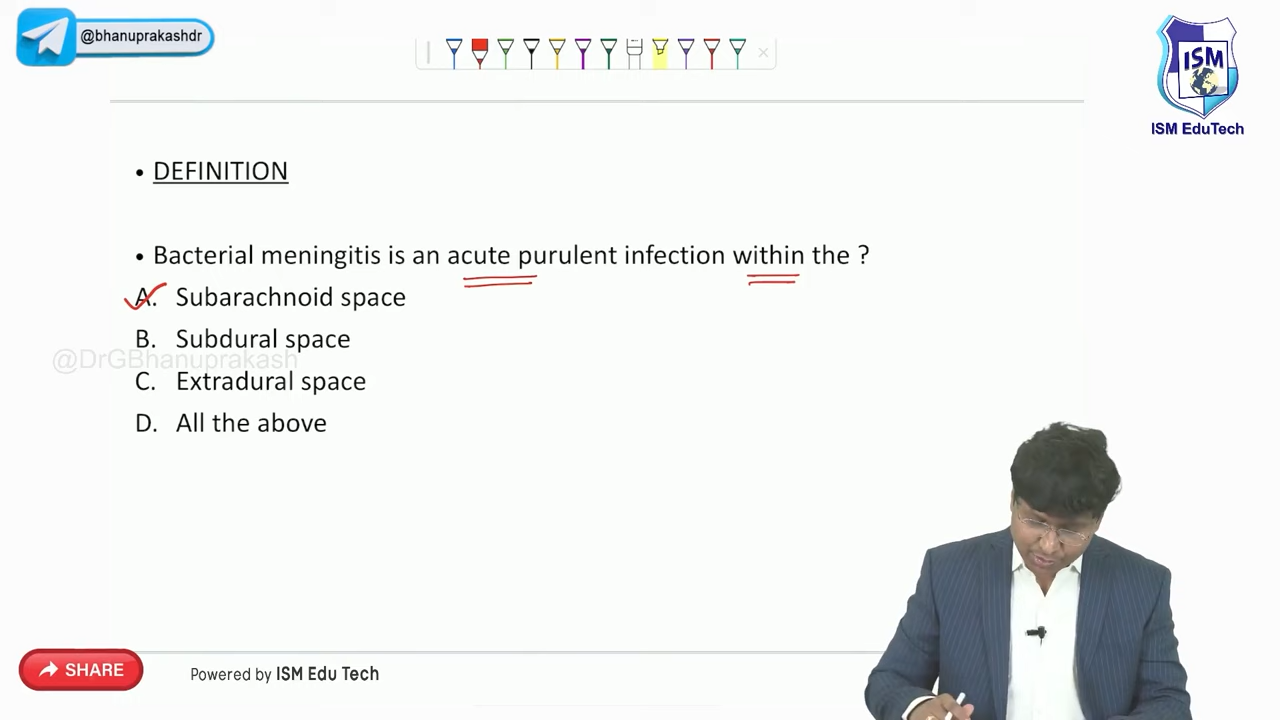 @bhanuprakashdr
ISM
ISM EduTech
• DEFINITION
• Bacterial meningitis is an acute purulent infection within the ?
A. Subarachnoid space
B. Subdural space
@DrGBhanuprakash
C. Extradural space
D. All the above
SHARE
Powered by ISM Edu Tech